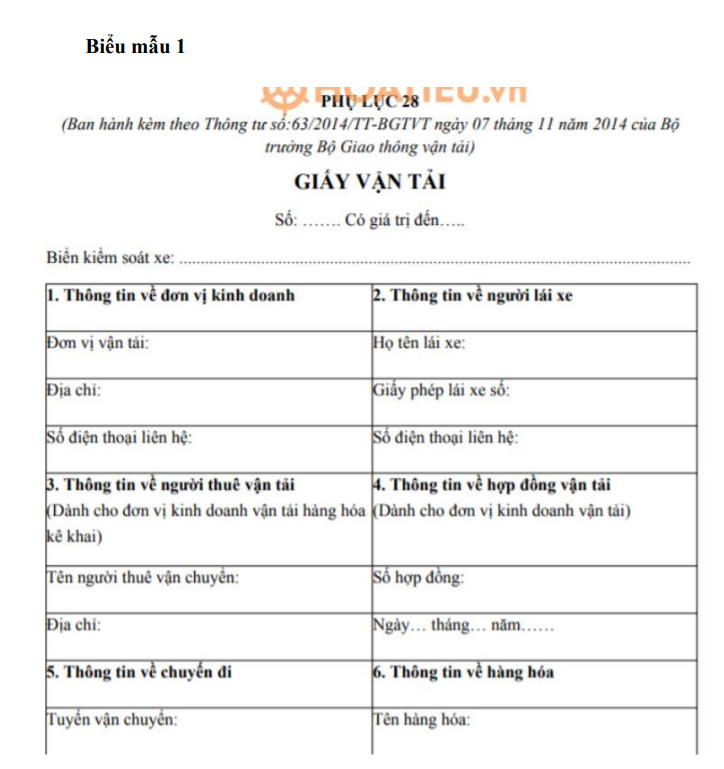 Biểu mẫu 1
HOATIEU.vn
PHỤ LỤC 28
(Ban hành kèm theo Thông tư số:63/2014/TT-BGTVT ngày 07 tháng 11 năm 2014 của Bộ
trưởng Bộ Giao thông vận tải)
GIẤY VẬN TẢI
Số: ……. Có giá trị đến…..
Biển kiểm soát xe: ..........................................................................................
1. Thông tin về đơn vị kinh doanh
2. Thông tin về người lái xe
Đơn vị vận tải:
Họ tên lái xe:
Địa chỉ:
Giấy phép lái xe số:
Số điện thoại liên hệ:
Số điện thoại liên hệ:
3. Thông tin về người thuê vận tải
(Dành cho đơn vị kinh doanh vận tải hàng hóa
kê khai)
4. Thông tin về hợp đồng vận tải
(Dành cho đơn vị kinh doanh vận tải)
Tên người thuê vận chuyển:
Số hợp đồng:
Địa chỉ:
Ngày… tháng… năm……
5. Thông tin về chuyến đi
6. Thông tin về hàng hóa
Tuyến vận chuyển:
Tên hàng hóa: